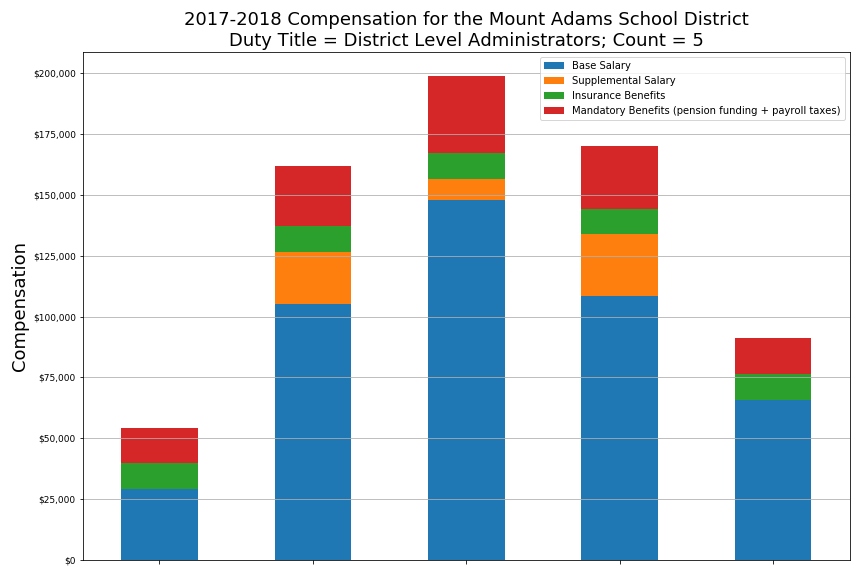 2017-2018 Compensation for the Mount Adams School District
Duty Title = District Level Administrators; Count = 5
Base Salary
Supplemental Salary
Insurance Benefits
Mandatory Benefits (pension funding + payroll taxes)
Compensation
$200,000
$175,000
$150,000
$125,000
$100,000
$75,000
$50,000
$25,000
$0